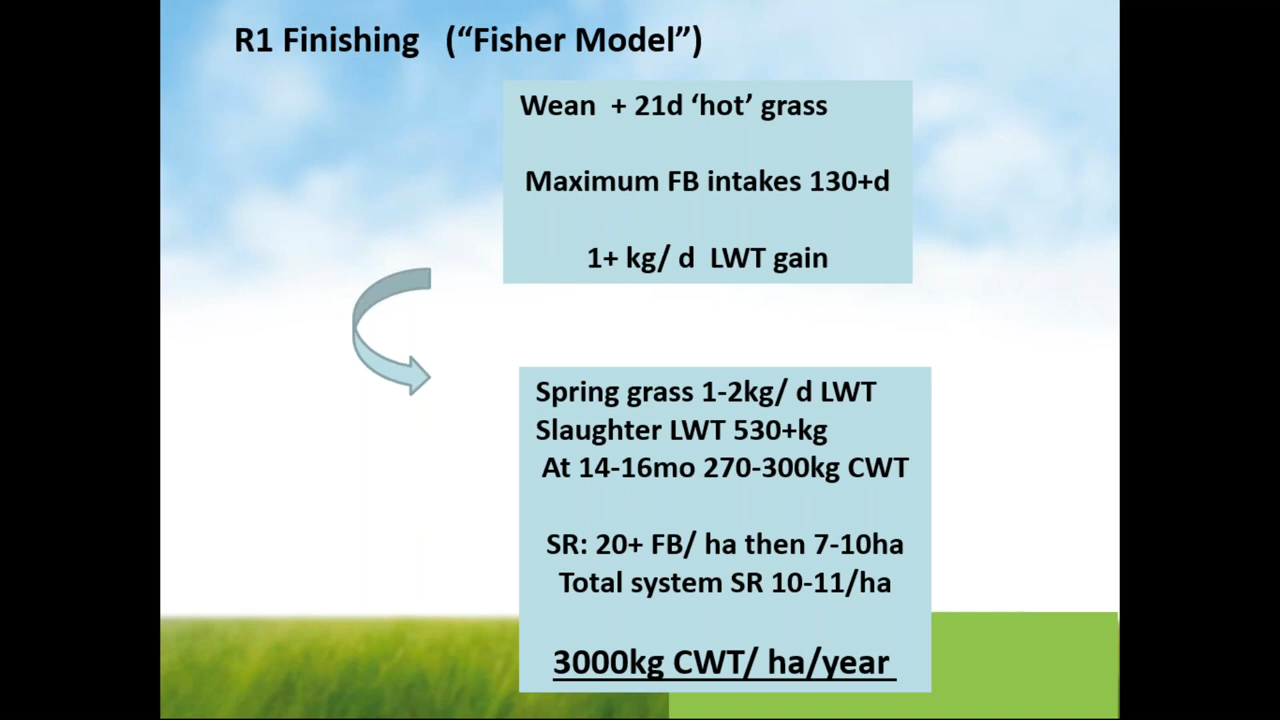 R1 Finishing (“Fisher Model”)
Wean + 21d ‘hot’ grass
Maximum FB intakes 130+d
1+ kg/ d LWT gain
Spring grass 1-2kg/ d LWT
Slaughter LWT 530+kg
At 14-16mo 270-300kg CWT
SR: 20+ FB/ ha then 7-10ha
Total system SR 10-11/ha
3000kg CWT/ ha/year